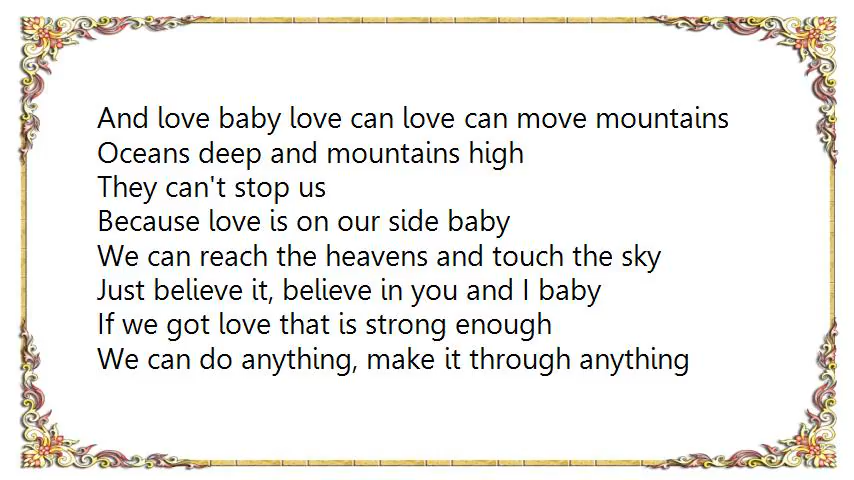 And love baby love can love can move mountains
Oceans deep and mountains high
They can't stop us
Because love is on our side baby
We can reach the heavens and touch the sky
Just believe it, believe in you and I baby
If we got love that is strong enough
We can do anything, make it through anything